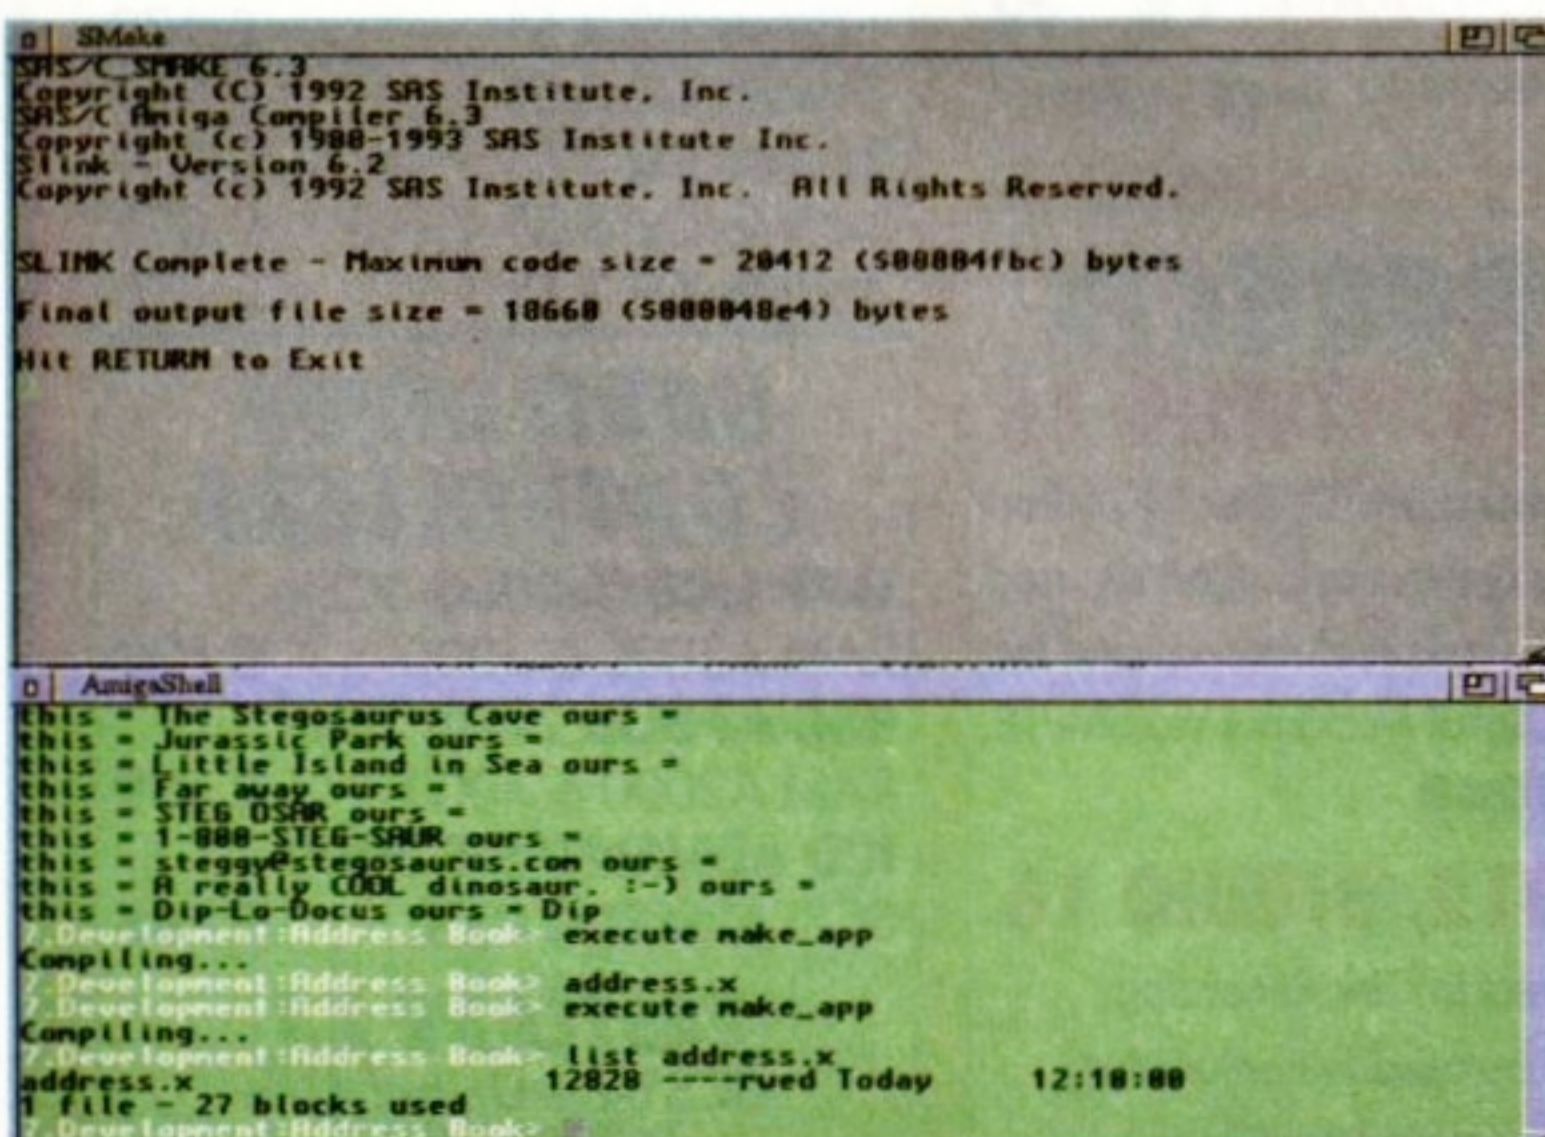 SMake
SAS/C SMAKE 6.3
Copyright (C) 1992 SAS Institute, Inc.
SAS/C Amiga Compiler 6.3
Copyright (c) 1988-1993 SAS Institute Inc.
Slink - Version 6.2
Copyright (c) 1992 SAS Institute, Inc. All Rights Reserved.
SLINK Complete - Maximum code size = 20412 ($00004fbc) bytes
Final output file size = 18660 ($000048e4) bytes
Hit RETURN to Exit
AmigaShell
this = The Stegosaurus Cave ours =
this = Jurassic Park ours =
this = Little Island in Sea ours =
this = Far away ours =
this = STEG OSAR ours =
this = 1-800-STEG-SAUR ours =
this = steggy@stegosaurus.com ours =
this = A really COOL dinosaur. :-) ours =
this = Dip-Lo-Docus ours = Dip
7.Development:Address Book> execute make_app
Compiling...
7.Development:Address Book> address.x
7.Development:Address Book> execute make_app
Compiling...
7.Development:Address Book> list address.x
address.x 12828 ----rwed Today 12:10:00
1 file - 27 blocks used
7.Development:Address Book>